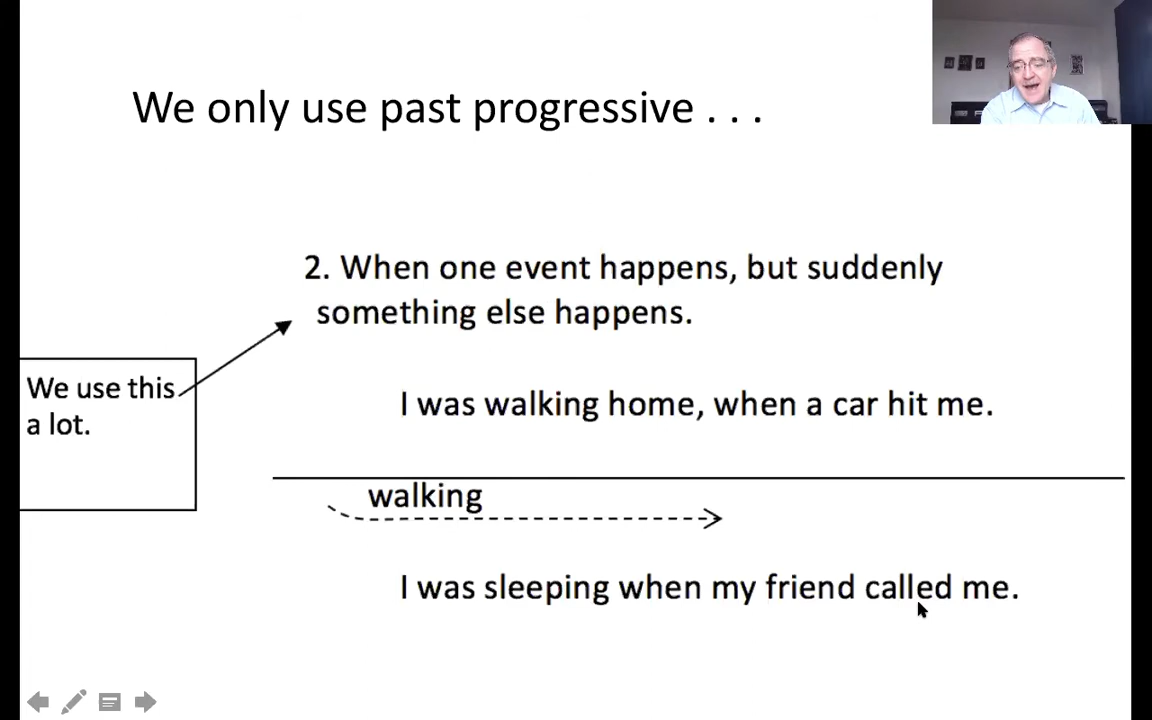 We only use past progressive . . .
2. When one event happens, but suddenly
something else happens.
We use this
a lot.
I was walking home, when a car hit me.
walking
I was sleeping when my friend called me.